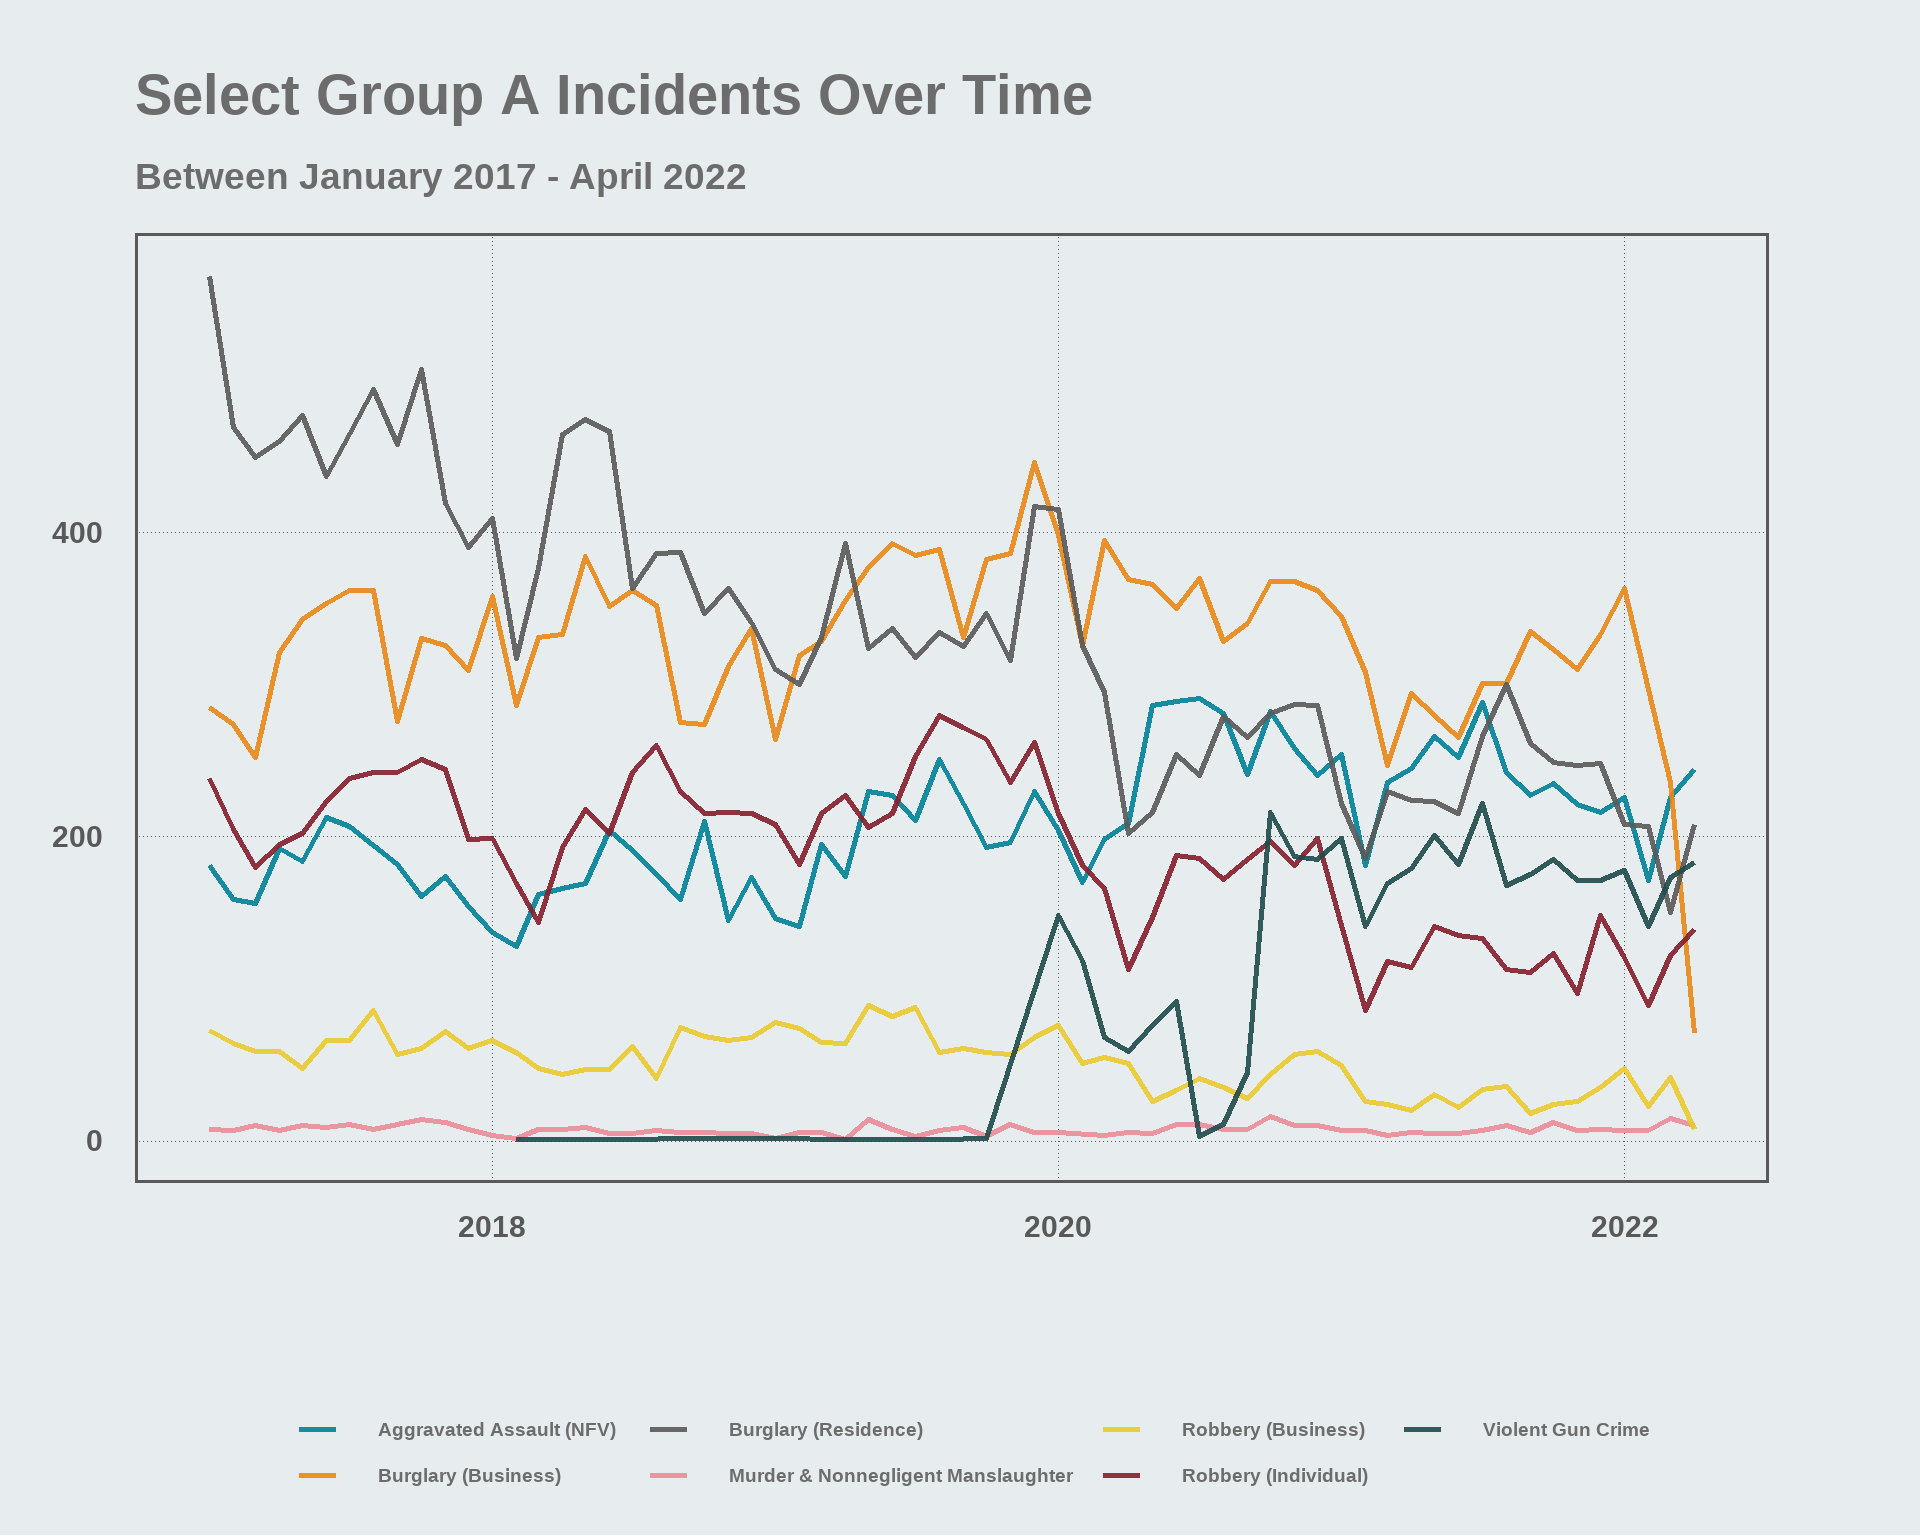 Select Group A Incidents Over Time
Between January 2017 - April 2022
400
200
0
2018 2020 2022
Aggravated Assault (NFV) Burglary (Residence) Robbery (Business) Violent Gun Crime
Burglary (Business) Murder & Nonnegligent Manslaughter Robbery (Individual)